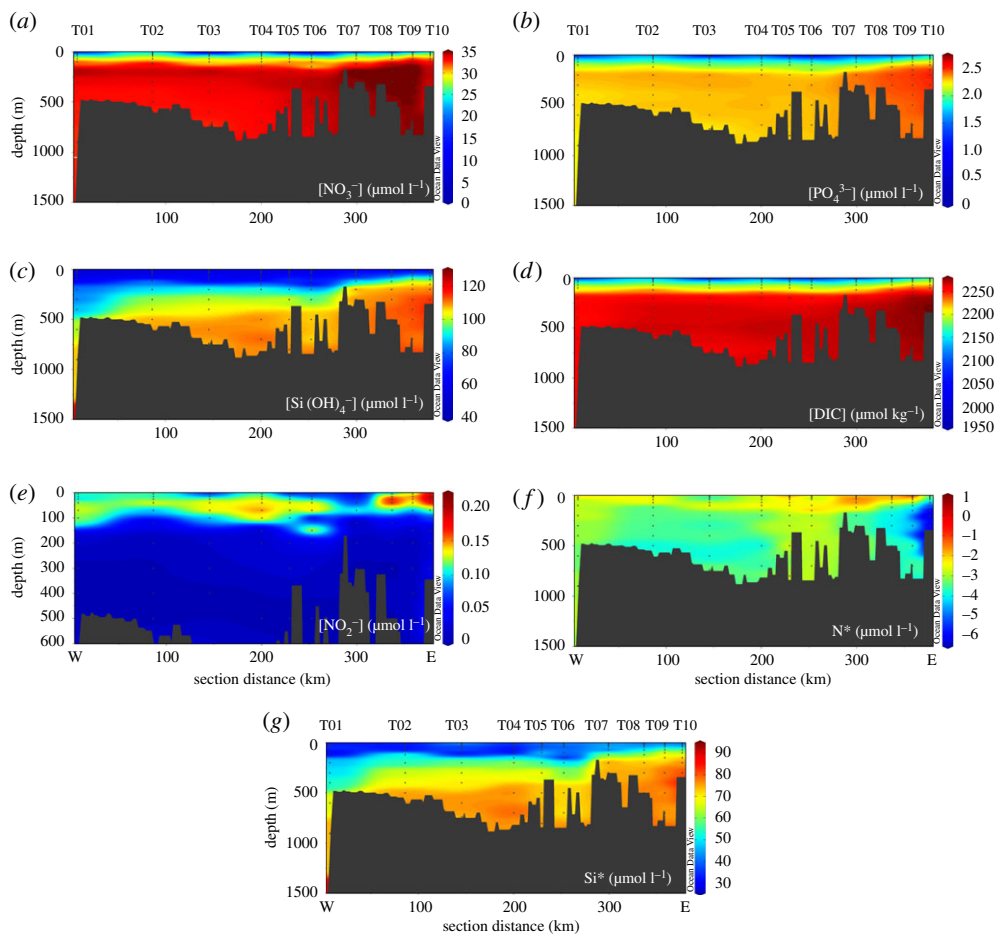 (a) T01 T02 T03 T04 T05 T06 T07 T08 T09 T10
0
500
1000
1500
depth (m)
100 200 300
[NO₃⁻] (µmol l⁻¹)
Ocean Data View
35
30
25
20
15
10
5
0
(b) T01 T02 T03 T04 T05 T06 T07 T08 T09 T10
0
500
1000
1500
100 200 300
[PO₄³⁻] (µmol l⁻¹)
Ocean Data View
2.5
2.0
1.5
1.0
0.5
0
(c)
0
500
1000
1500
depth (m)
100 200 300
[Si (OH)₄⁻] (µmol l⁻¹)
Ocean Data View
120
100
80
60
40
(d)
0
500
1000
1500
100 200 300
[DIC] (µmol kg⁻¹)
Ocean Data View
2250
2200
2150
2100
2050
2000
1950
(e)
0
100
200
300
400
500
600
depth (m)
W 100 200 300 E
section distance (km)
[NO₂⁻] (µmol l⁻¹)
Ocean Data View
0.20
0.15
0.10
0.05
0
(f)
0
500
1000
1500
W 100 200 300 E
section distance (km)
N* (µmol l⁻¹)
Ocean Data View
1
0
−1
−2
−3
−4
−5
−6
(g) T01 T02 T03 T04 T05 T06 T07 T08 T09 T10
0
500
1000
1500
depth (m)
W 100 200 300 E
section distance (km)
Si* (µmol l⁻¹)
Ocean Data View
90
80
70
60
50
40
30